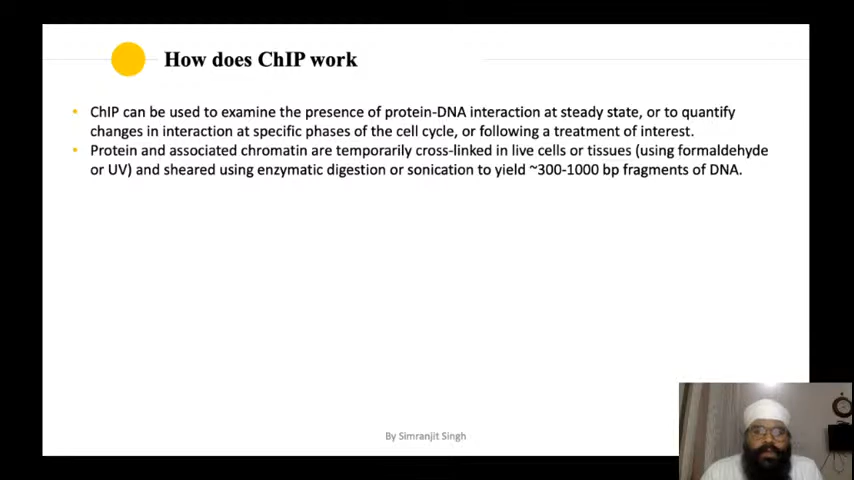 How does ChIP work
• ChIP can be used to examine the presence of protein-DNA interaction at steady state, or to quantify
changes in interaction at specific phases of the cell cycle, or following a treatment of interest.
• Protein and associated chromatin are temporarily cross-linked in live cells or tissues (using formaldehyde
or UV) and sheared using enzymatic digestion or sonication to yield ~300-1000 bp fragments of DNA.
By Simranjit Singh